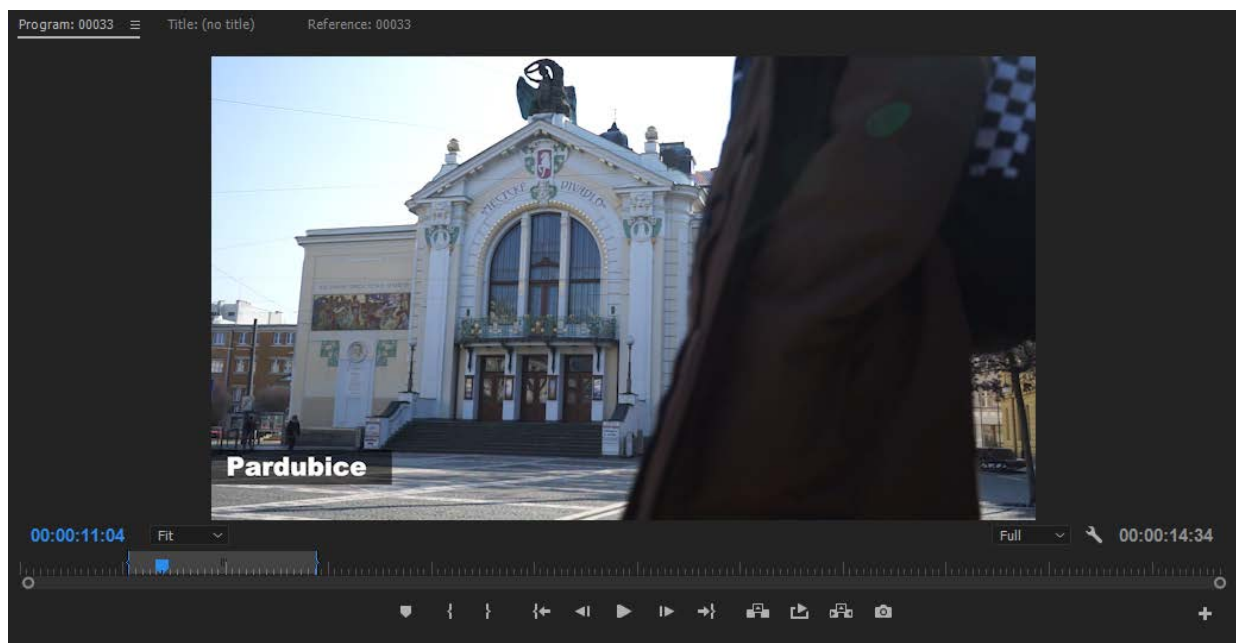 Program: 00033
Title: (no title)
Reference: 00033
MĚSTSKÉ DIVADLO
Pardubice
00:00:11:04
Fit
Full
00:00:14:34